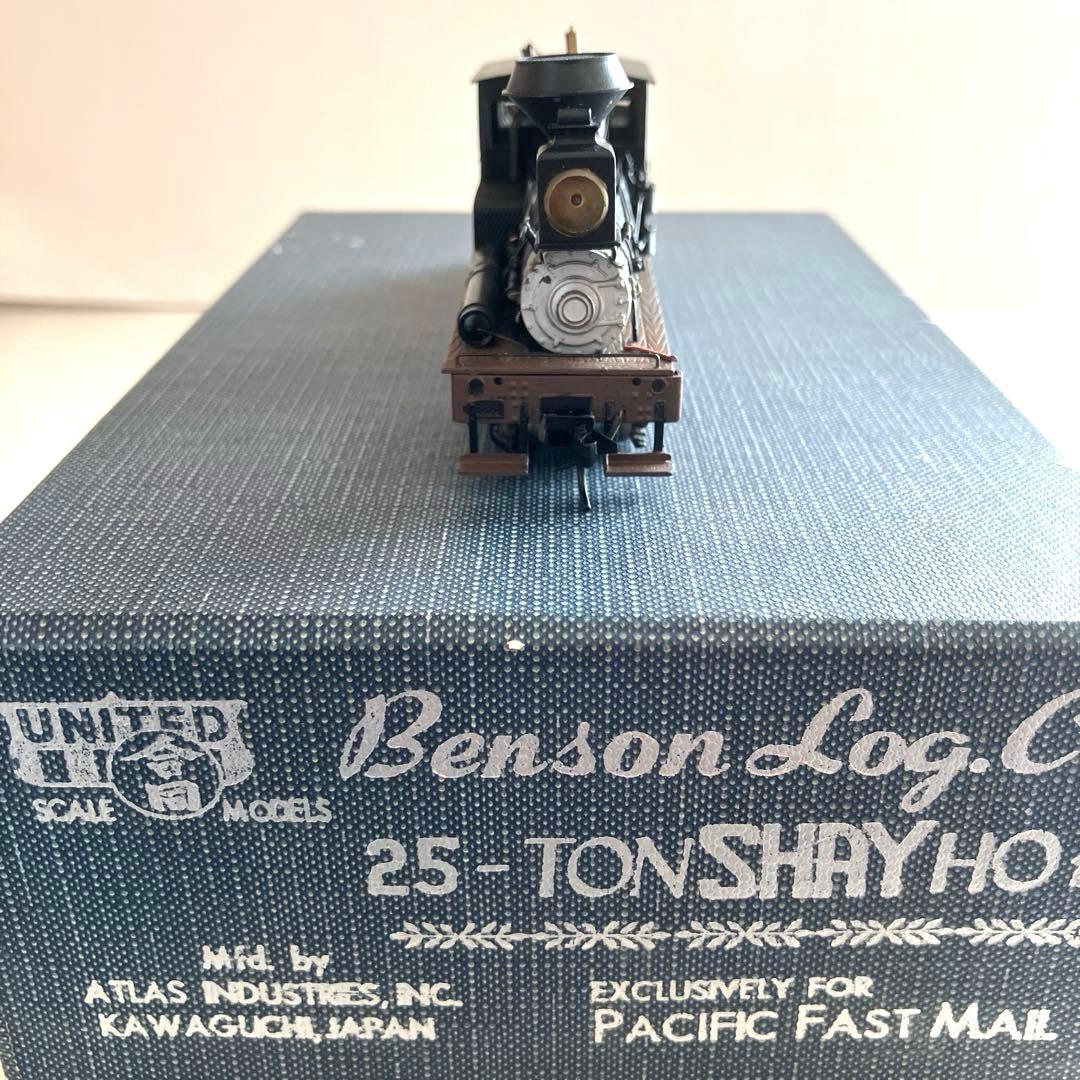 UNITED
合同
SCALE MODELS
Benson Log. C
25-TON SHAY HO
Mfd. by
ATLAS INDUSTRIES, INC.
KAWAGUCHI, JAPAN
EXCLUSIVELY FOR
PACIFIC FAST MAIL